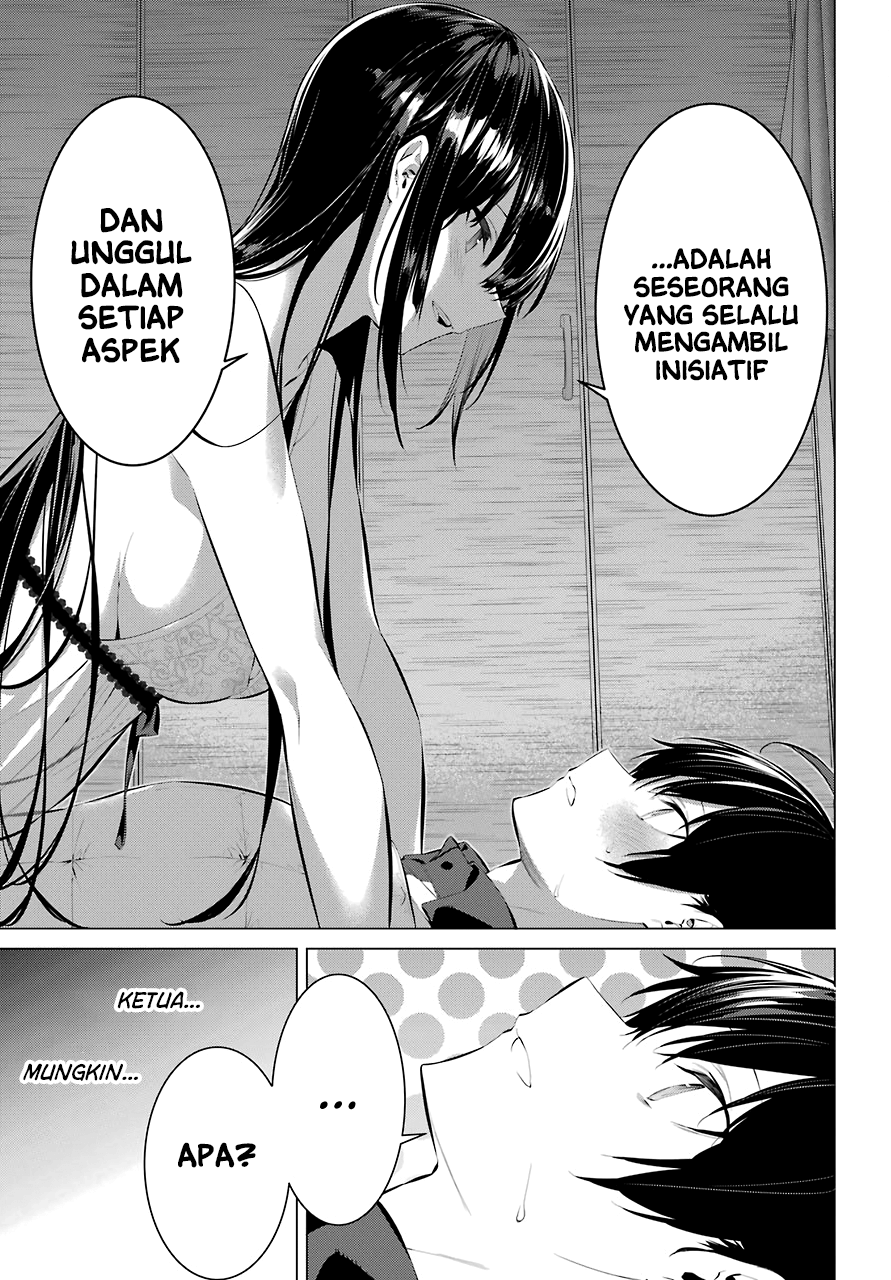 ...ADALAH
SESEORANG
YANG SELALU
MENGAMBIL
INISIATIF
DAN
UNGGUL
DALAM
SETIAP
ASPEK
...
APA?
KETUA...
MUNGKIN...